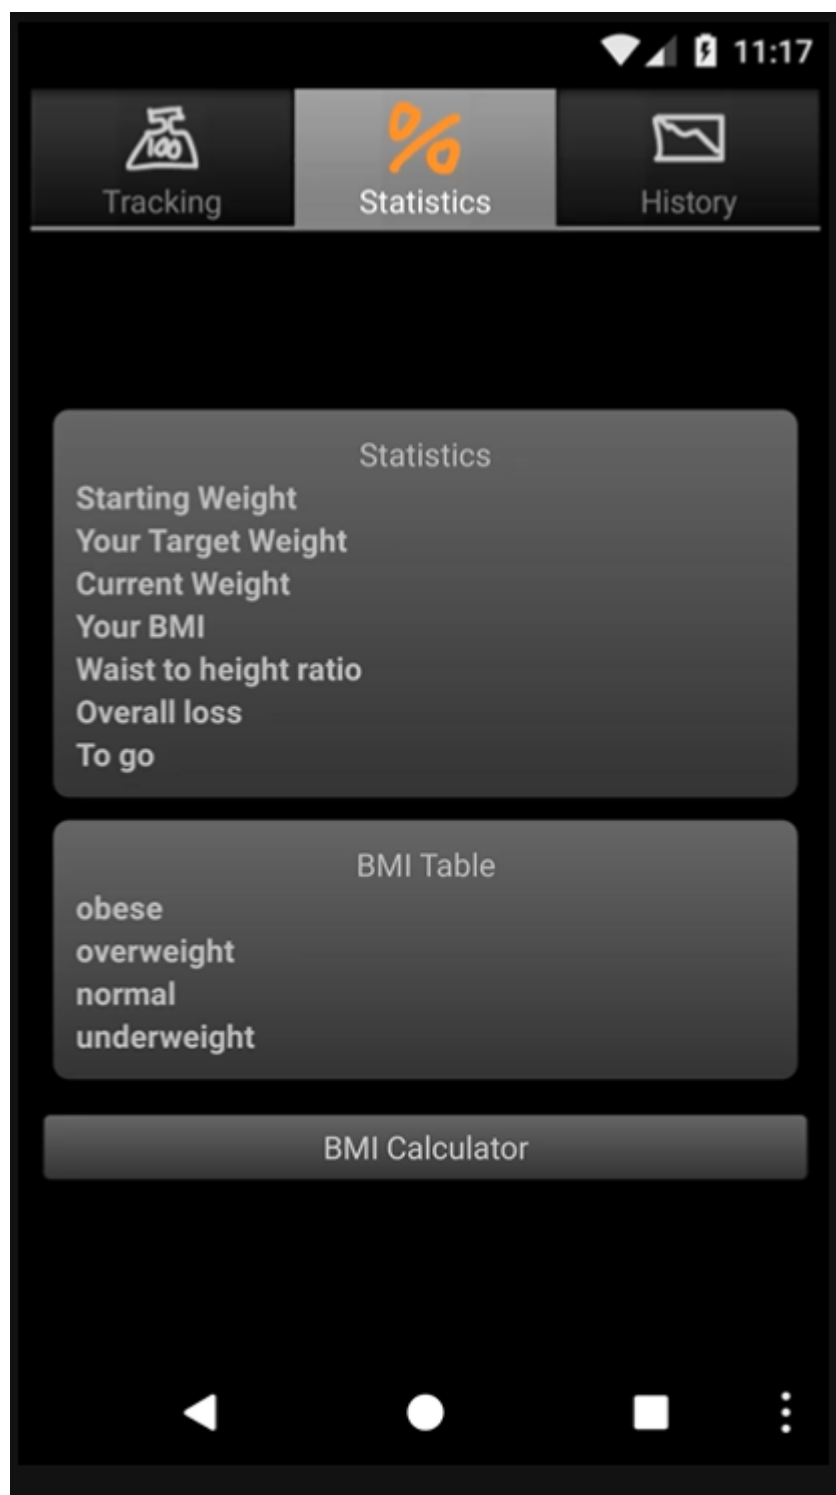 11:17
100
%
Tracking
Statistics
History
Statistics
Starting Weight
Your Target Weight
Current Weight
Your BMI
Waist to height ratio
Overall loss
To go
BMI Table
obese
overweight
normal
underweight
BMI Calculator